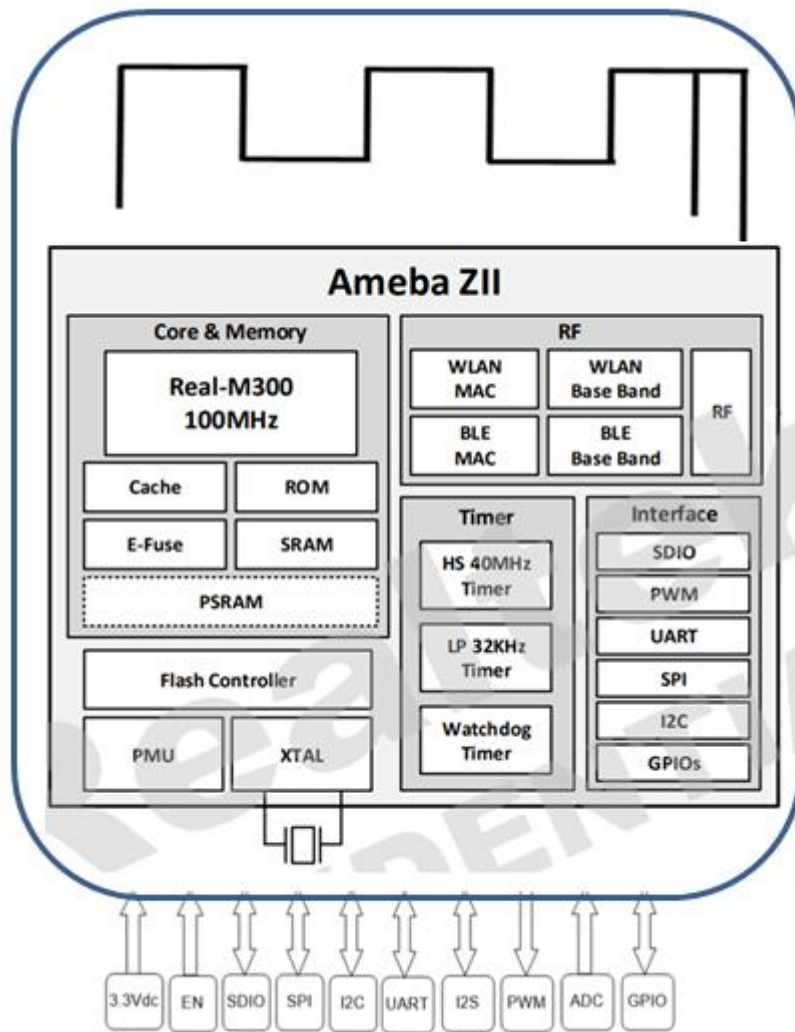 Ameba ZII
Core & Memory
Real-M300
100MHz
Cache
ROM
E-Fuse
SRAM
PSRAM
Flash Controller
PMU
XTAL
RF
WLAN
MAC
WLAN
Base Band
BLE
MAC
BLE
Base Band
RF
Timer
HS 40MHz
Timer
LP 32KHz
Timer
Watchdog
Timer
Interface
SDIO
PWM
UART
SPI
I2C
GPIOs
Realtek
3.3Vdc
EN
SDIO
SPI
I2C
UART
I2S
PWM
ADC
GPIO